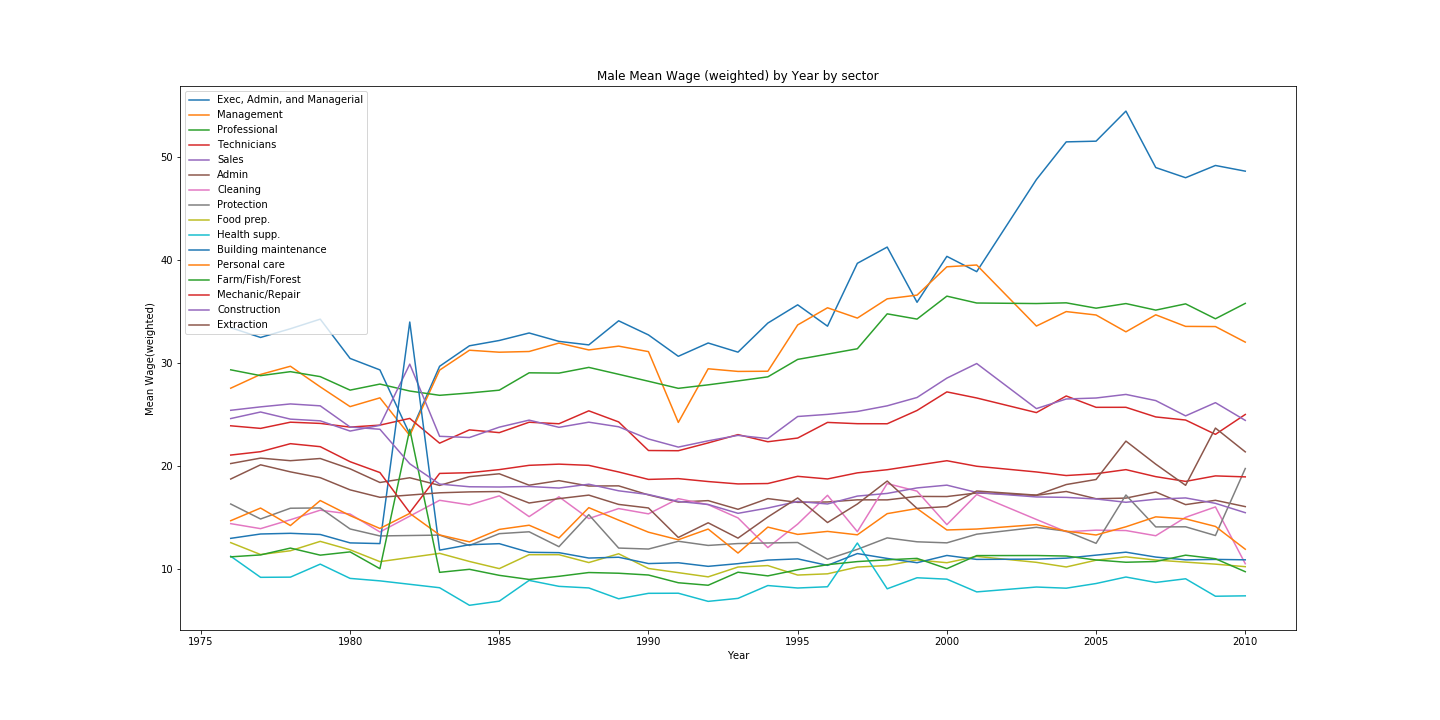 Male Mean Wage (weighted) by Year by sector
Exec, Admin, and Managerial
Management
Professional
Technicians
Sales
Admin
Cleaning
Protection
Food prep.
Health supp.
Building maintenance
Personal care
Farm/Fish/Forest
Mechanic/Repair
Construction
Extraction
Mean Wage(weighted)
50
40
30
20
10
1975 1980 1985 1990 1995 2000 2005 2010
Year